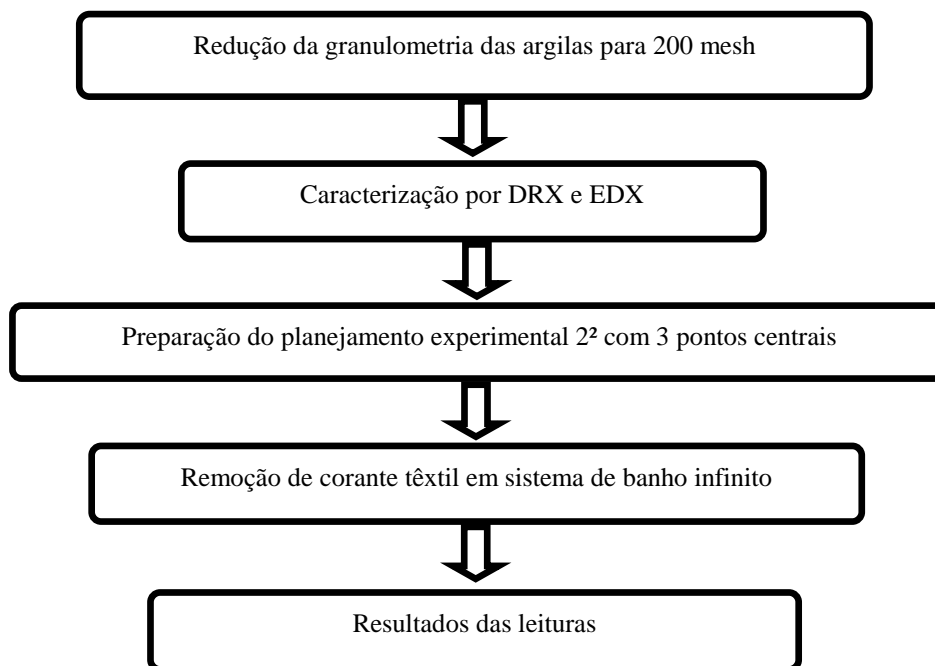 Redução da granulometria das argilas para 200 mesh
Caracterização por DRX e EDX
Preparação do planejamento experimental 2² com 3 pontos centrais
Remoção de corante têxtil em sistema de banho infinito
Resultados das leituras